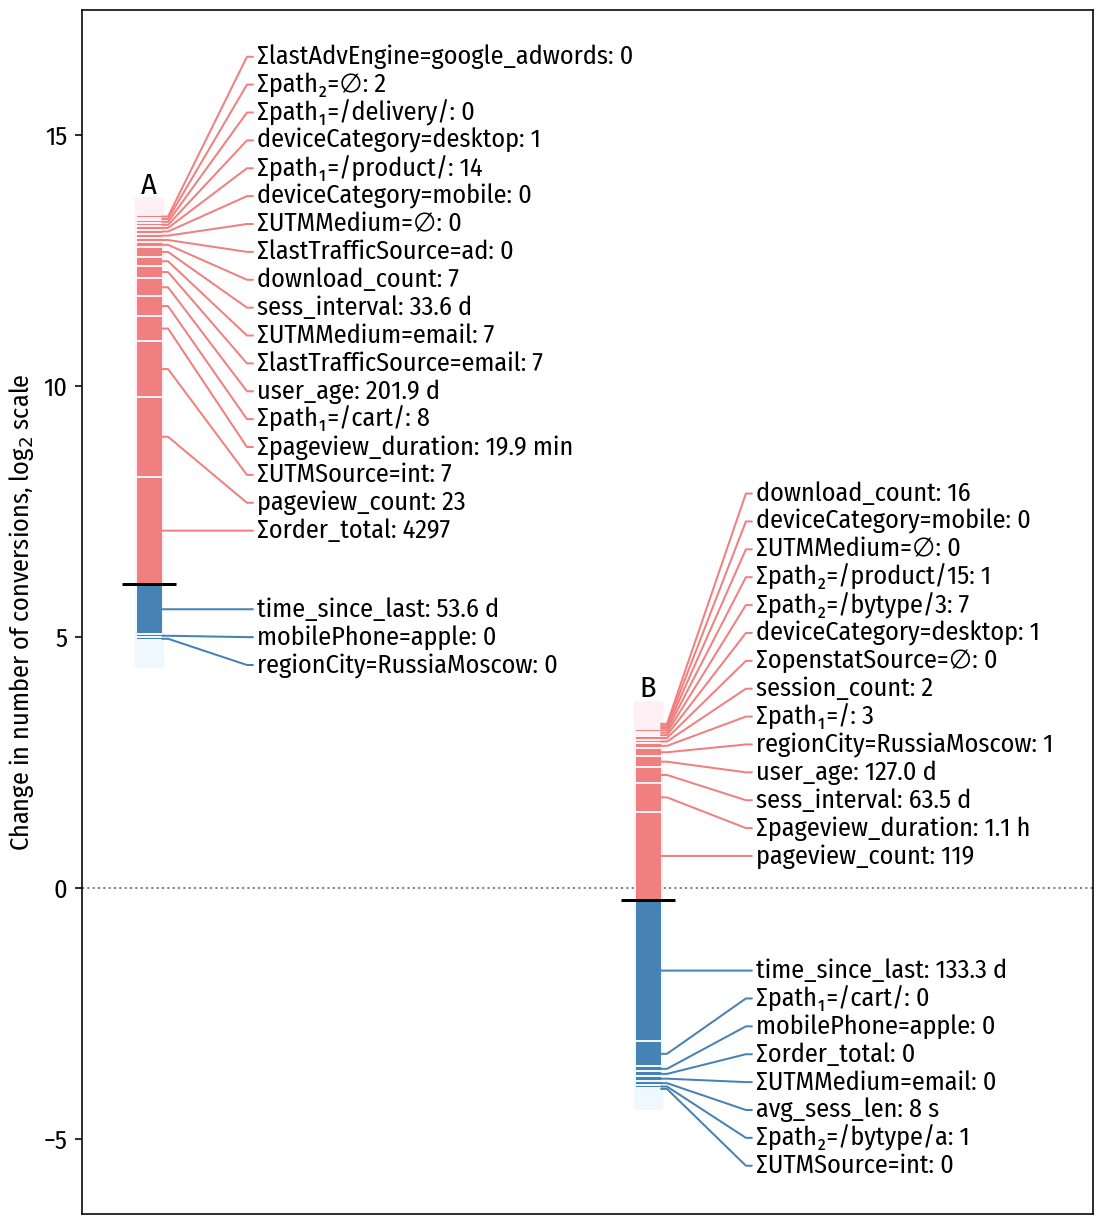 ΣlastAdvEngine=google_adwords: 0
Σpath₂=∅: 2
Σpath₁=/delivery/: 0
deviceCategory=desktop: 1
Σpath₁=/product/: 14
deviceCategory=mobile: 0
ΣUTMMedium=∅: 0
ΣlastTrafficSource=ad: 0
download_count: 7
sess_interval: 33.6 d
ΣUTMMedium=email: 7
ΣlastTrafficSource=email: 7
user_age: 201.9 d
Σpath₁=/cart/: 8
Σpageview_duration: 19.9 min
ΣUTMSource=int: 7
pageview_count: 23
Σorder_total: 4297
time_since_last: 53.6 d
mobilePhone=apple: 0
regionCity=RussiaMoscow: 0
A
download_count: 16
deviceCategory=mobile: 0
ΣUTMMedium=∅: 0
Σpath₂=/product/15: 1
Σpath₂=/bytype/3: 7
deviceCategory=desktop: 1
ΣopenstatSource=∅: 0
session_count: 2
Σpath₁=/: 3
regionCity=RussiaMoscow: 1
user_age: 127.0 d
sess_interval: 63.5 d
Σpageview_duration: 1.1 h
pageview_count: 119
time_since_last: 133.3 d
Σpath₁=/cart/: 0
mobilePhone=apple: 0
Σorder_total: 0
ΣUTMMedium=email: 0
avg_sess_len: 8 s
Σpath₂=/bytype/a: 1
ΣUTMSource=int: 0
B
15
10
5
0
−5
Change in number of conversions, log₂ scale